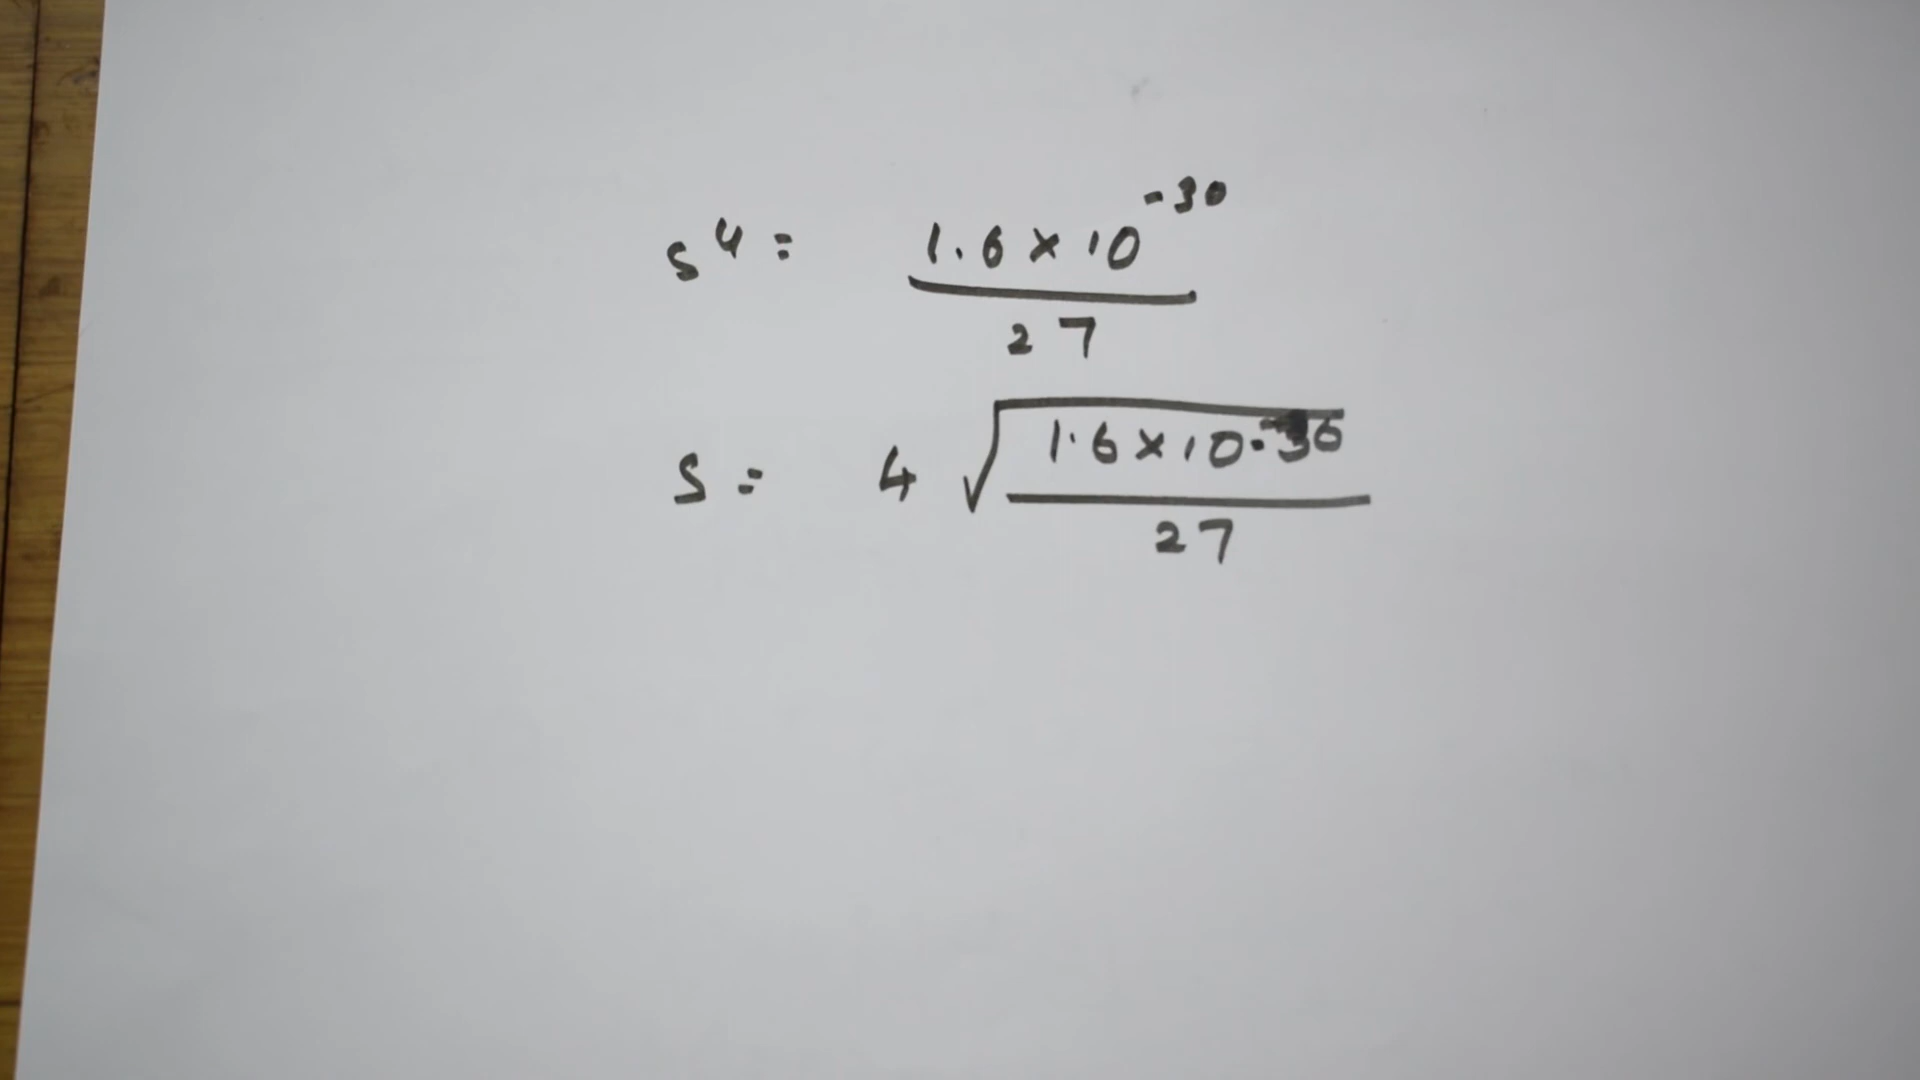 s⁴ = 1.6 × 10⁻³⁰ / 27
S = 4 √ 1.6 × 10⁻³⁰ / 27